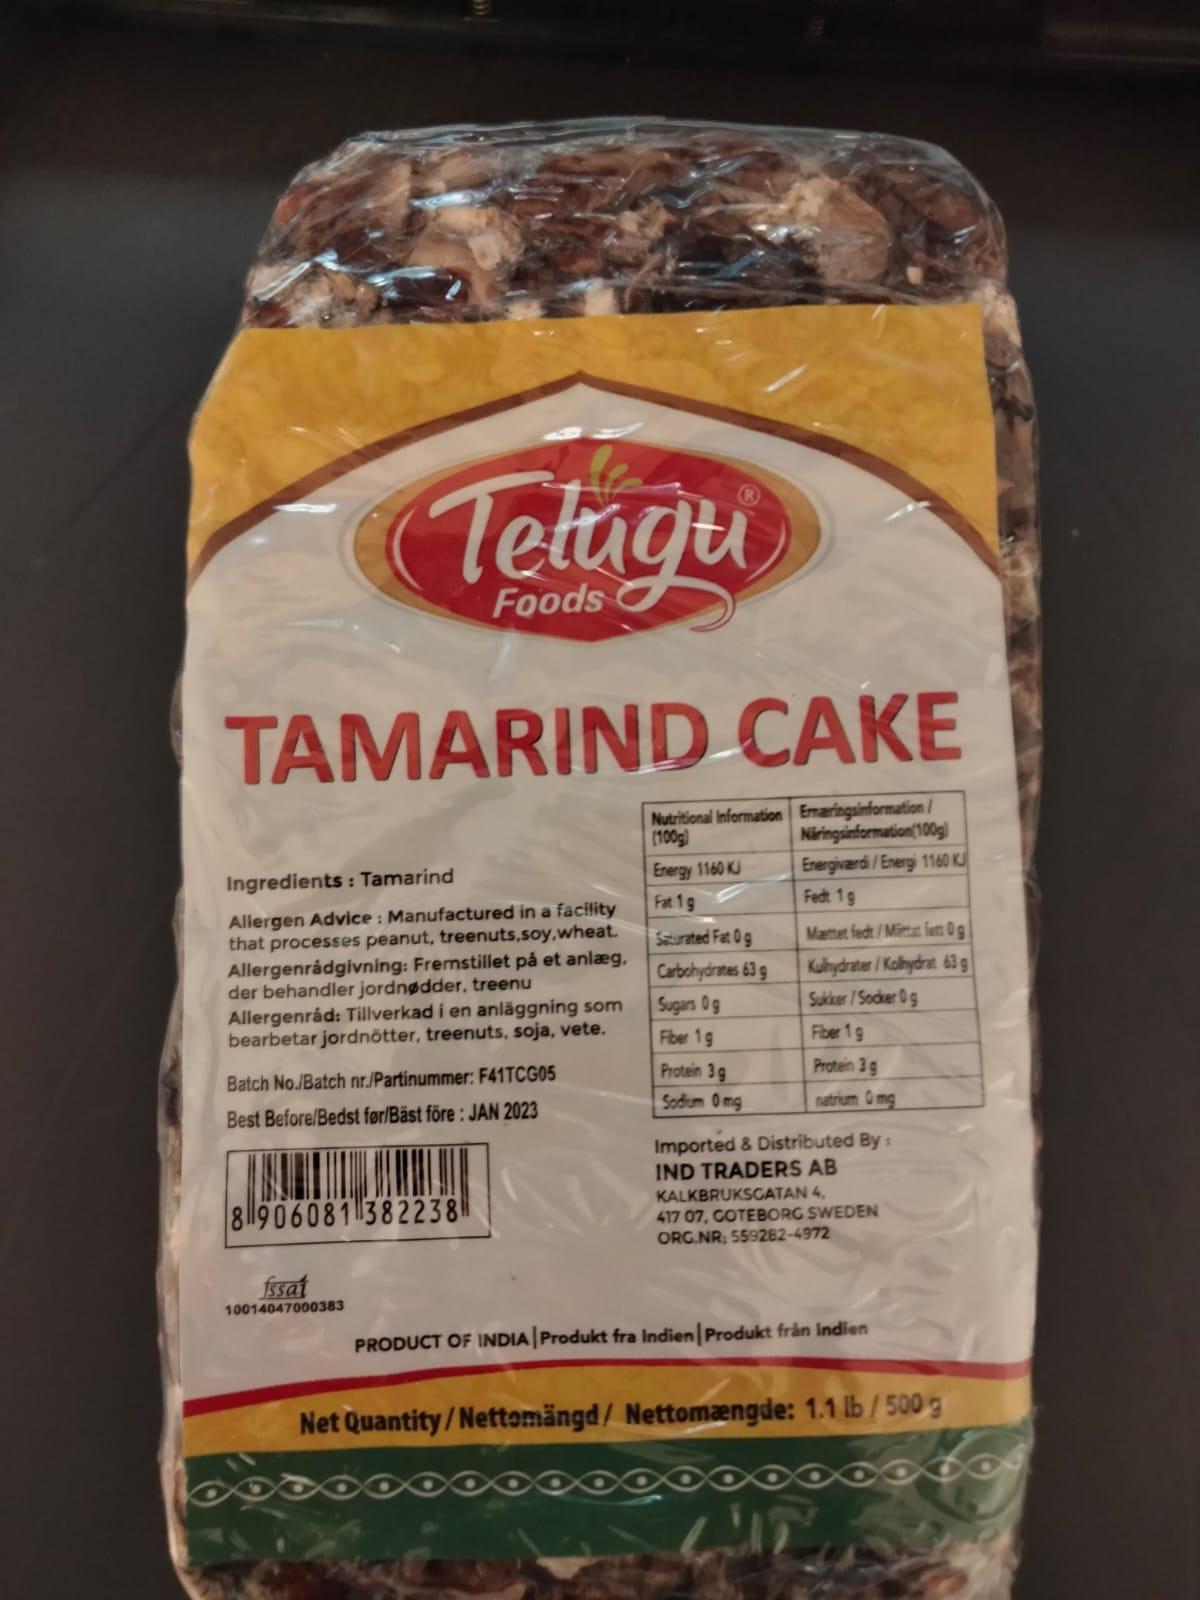 Telugu ®
Foods
TAMARIND CAKE
Ingredients : Tamarind
Allergen Advice : Manufactured in a facility
that processes peanut, treenuts,soy,wheat.
Allergenrådgivning: Fremstillet på et anlæg,
der behandler jordnødder, treenu
Allergenråd: Tillverkad i en anläggning som
bearbetar jordnötter, treenuts, soja, vete.
Batch No./Batch nr./Partinummer: F41TCG05
Best Before/Bedst før/Bäst före : JAN 2023
8 906081 382238
fssai
10014047000383
Nutritional Information (100g)
Ernæringsinformation / Näringsinformation(100g)
Energy 1160 KJ
Energiværdi / Energi 1160 KJ
Fat 1 g
Fedt 1 g
Saturated Fat 0 g
Mættet fedt / Mättat fett 0 g
Carbohydrates 63 g
Kulhydrater / Kolhydrat 63 g
Sugars 0 g
Sukker / Socker 0 g
Fiber 1 g
Fiber 1 g
Protein 3 g
Protein 3 g
Sodium 0 mg
natrium 0 mg
Imported & Distributed By :
IND TRADERS AB
KALKBRUKSGATAN 4,
417 07, GOTEBORG SWEDEN
ORG.NR; 559282-4972
PRODUCT OF INDIA|Produkt fra Indien|Produkt från Indien
Net Quantity / Nettomängd / Nettomængde: 1.1 lb / 500 g